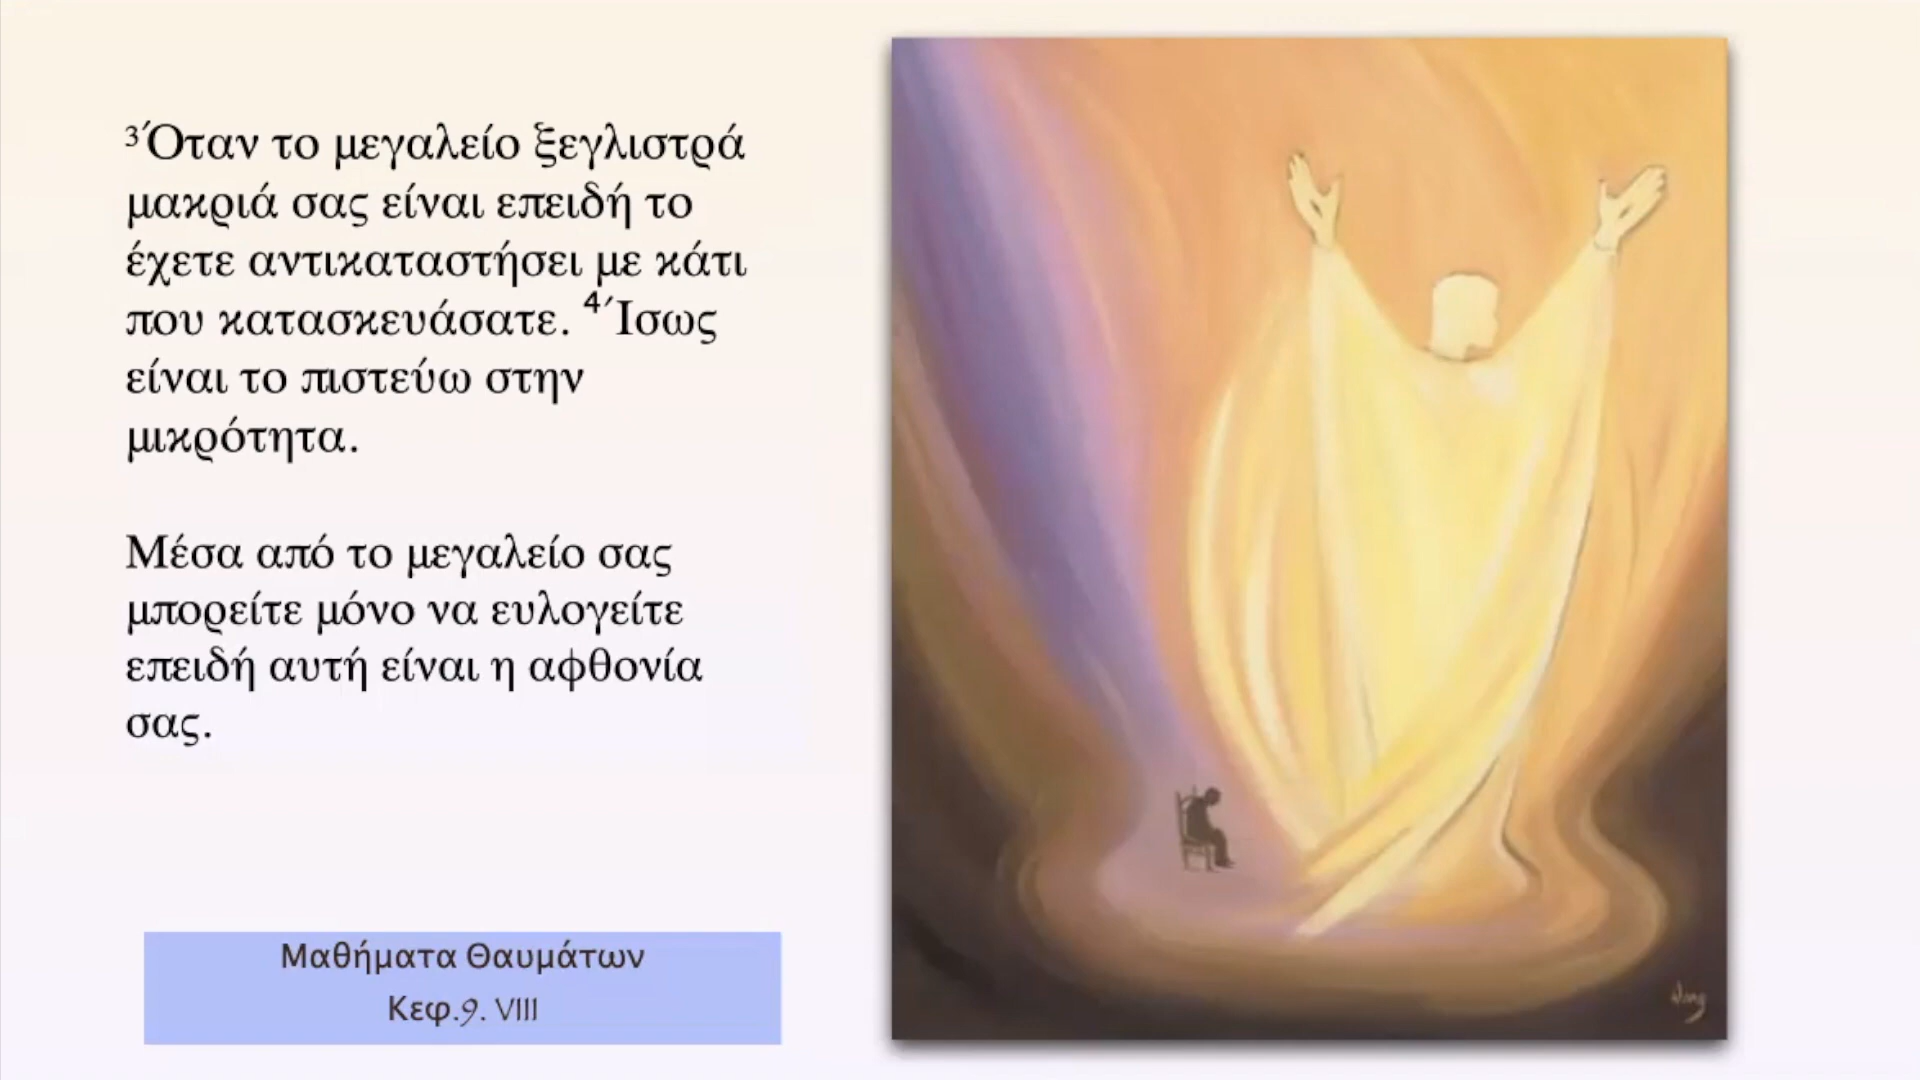 ³Όταν το μεγαλείο ξεγλιστρά
μακριά σας είναι επειδή το
έχετε αντικαταστήσει με κάτι
που κατασκευάσατε. ⁴Ίσως
είναι το πιστεύω στην
μικρότητα.
Μέσα από το μεγαλείο σας
μπορείτε μόνο να ευλογείτε
επειδή αυτή είναι η αφθονία
σας.
Μαθήματα Θαυμάτων
Κεφ.9. VIII